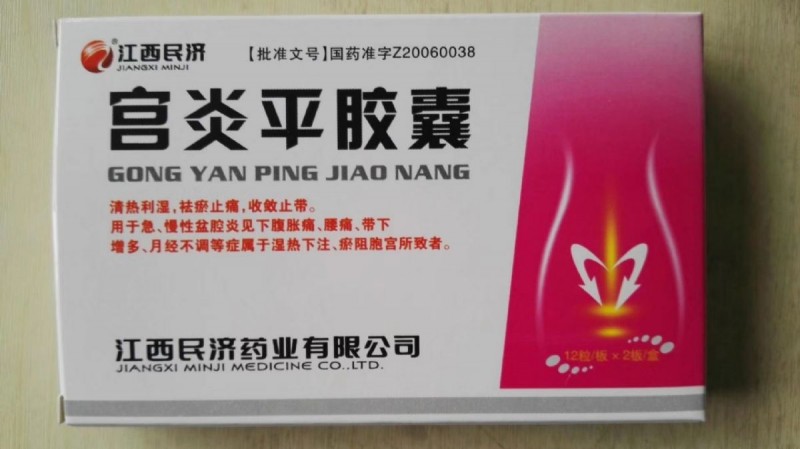 江西民济
JIANGXI MINJI
【批准文号】国药准字Z20060038
宫炎平胶囊
GONG YAN PING JIAO NANG
清热利湿,祛瘀止痛,收敛止带。
用于急、慢性盆腔炎见下腹胀痛、腰痛、带下
增多、月经不调等症属于湿热下注、瘀阻胞宫所致者。
江西民济药业有限公司
JIANGXI MINJI MEDICINE CO.,LTD.
12粒/板×2板/盒